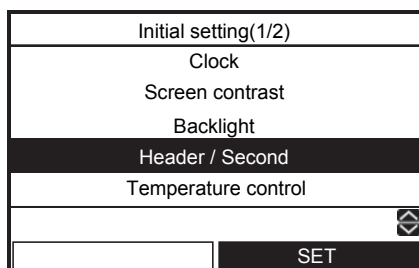 Initial setting(1/2)
Clock
Screen contrast
Backlight
Header / Second
Temperature control
SET